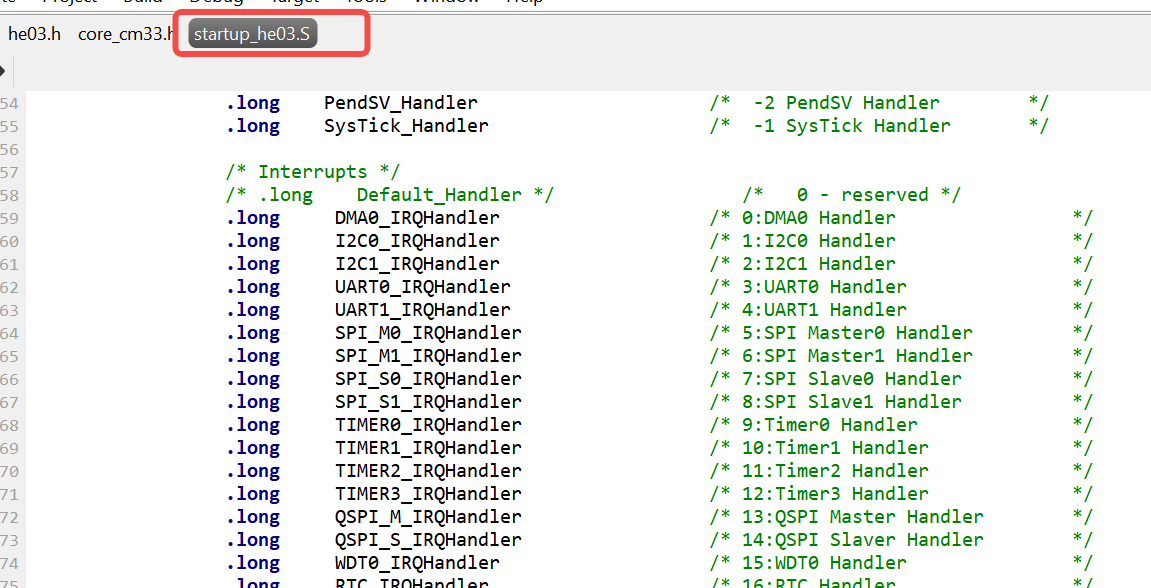 he03.h core_cm33.h startup_he03.S
54 .long PendSV_Handler /* -2 PendSV Handler */
55 .long SysTick_Handler /* -1 SysTick Handler */
56
57 /* Interrupts */
58 /* .long Default_Handler */ /* 0 - reserved */
59 .long DMA0_IRQHandler /* 0:DMA0 Handler */
60 .long I2C0_IRQHandler /* 1:I2C0 Handler */
61 .long I2C1_IRQHandler /* 2:I2C1 Handler */
62 .long UART0_IRQHandler /* 3:UART0 Handler */
63 .long UART1_IRQHandler /* 4:UART1 Handler */
64 .long SPI_M0_IRQHandler /* 5:SPI Master0 Handler */
65 .long SPI_M1_IRQHandler /* 6:SPI Master1 Handler */
66 .long SPI_S0_IRQHandler /* 7:SPI Slave0 Handler */
67 .long SPI_S1_IRQHandler /* 8:SPI Slave1 Handler */
68 .long TIMER0_IRQHandler /* 9:Timer0 Handler */
69 .long TIMER1_IRQHandler /* 10:Timer1 Handler */
70 .long TIMER2_IRQHandler /* 11:Timer2 Handler */
71 .long TIMER3_IRQHandler /* 12:Timer3 Handler */
72 .long QSPI_M_IRQHandler /* 13:QSPI Master Handler */
73 .long QSPI_S_IRQHandler /* 14:QSPI Slaver Handler */
74 .long WDT0_IRQHandler /* 15:WDT0 Handler */
75 .long RTC_IRQHandler /* 16:RTC Handler */